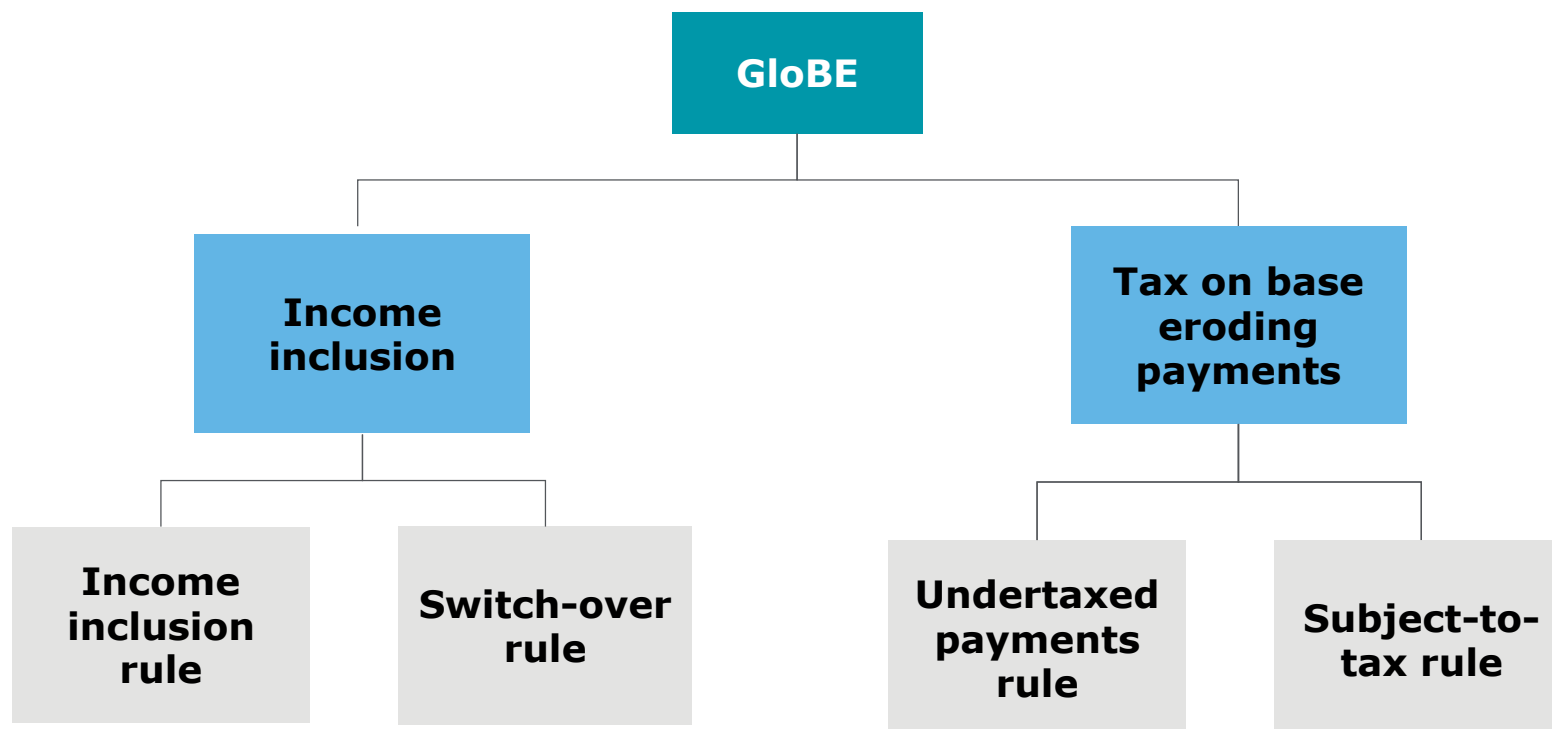 GloBE
Income
inclusion
Tax on base
eroding
payments
Income
inclusion
rule
Switch-over
rule
Undertaxed
payments
rule
Subject-to-
tax rule